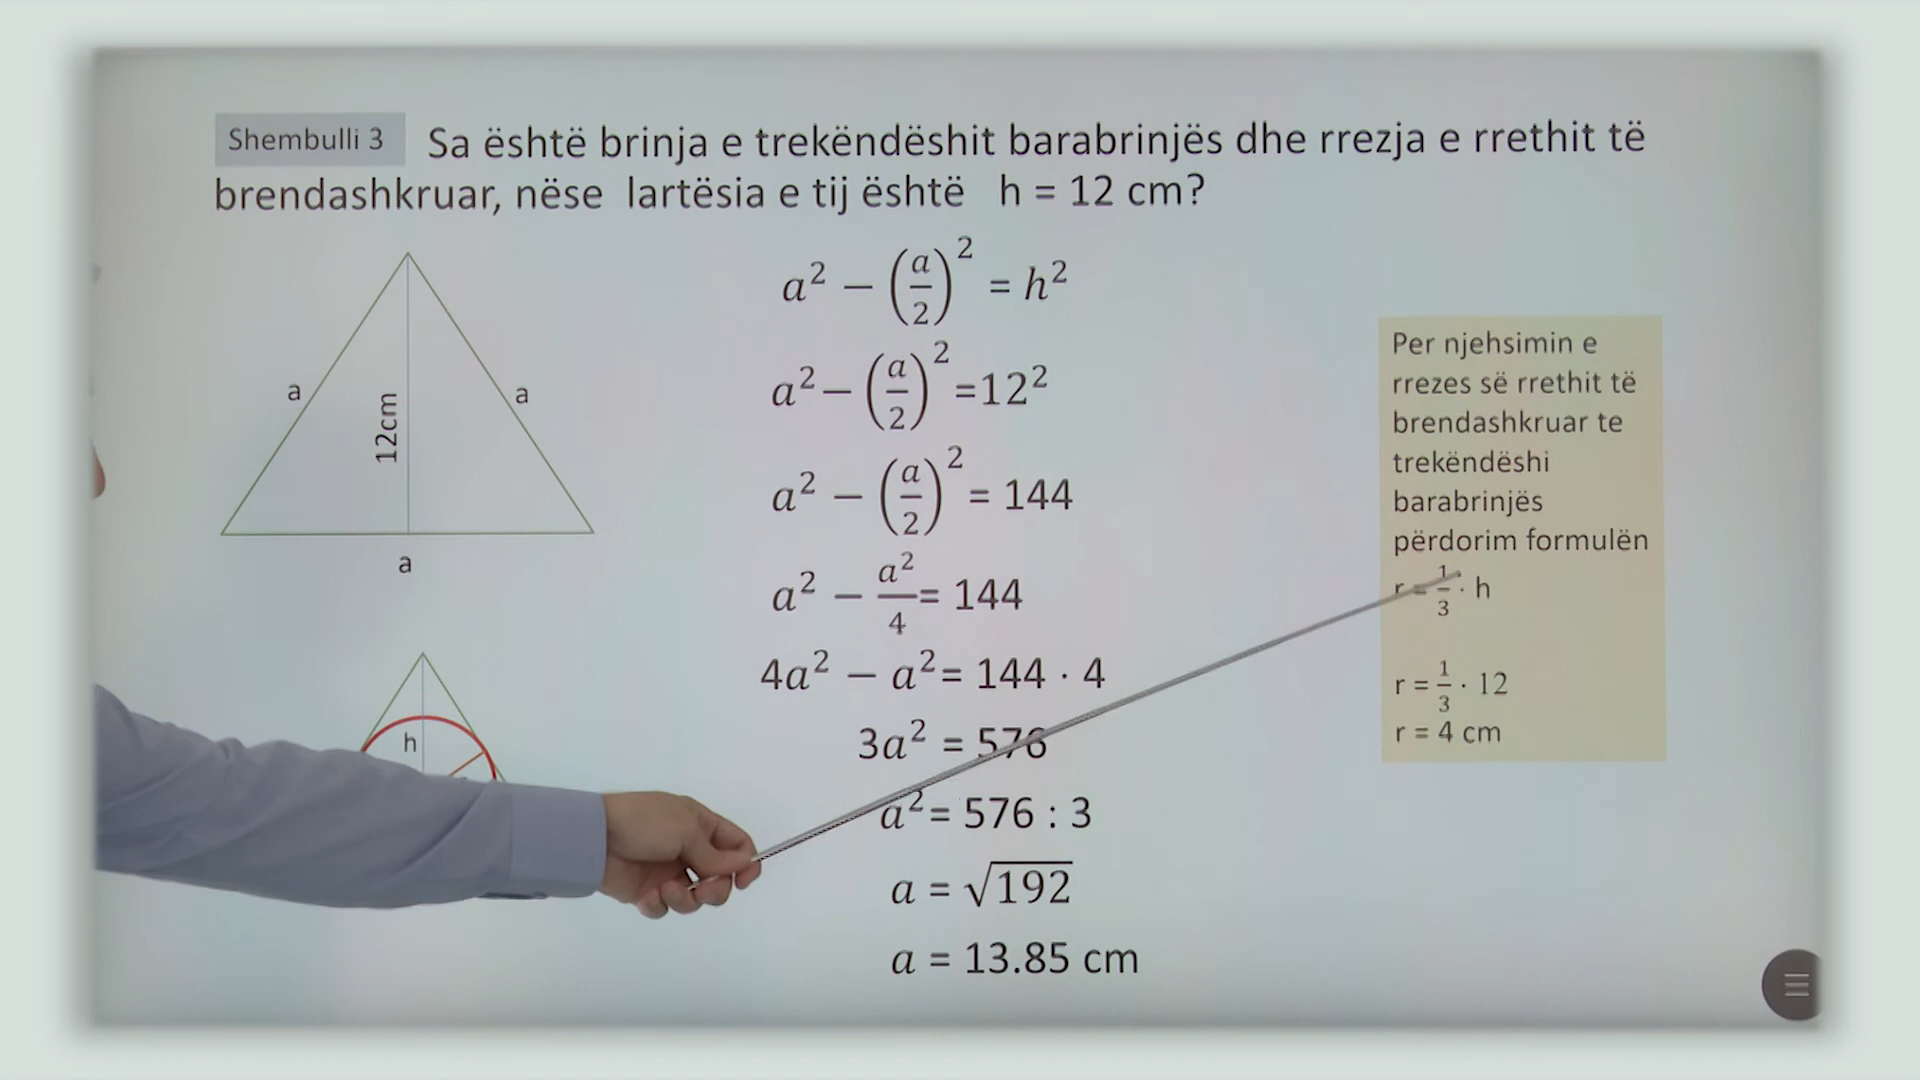 Shembulli 3 Sa është brinja e trekëndëshit barabrinjës dhe rrezja e rrethit të
brendashkruar, nëse lartësia e tij është h = 12 cm?
a
12cm
a
a
h
a² − (a/2)² = h²
a² − (a/2)² =12²
a² − (a/2)² = 144
a² − a²/4 = 144
4a² − a² = 144 · 4
3a² = 576
a² = 576 : 3
a = √192
a = 13.85 cm
Per njehsimin e
rrezes së rrethit të
brendashkruar te
trekëndëshi
barabrinjës
përdorim formulën
r = 1/3 · h
r = 1/3 · 12
r = 4 cm